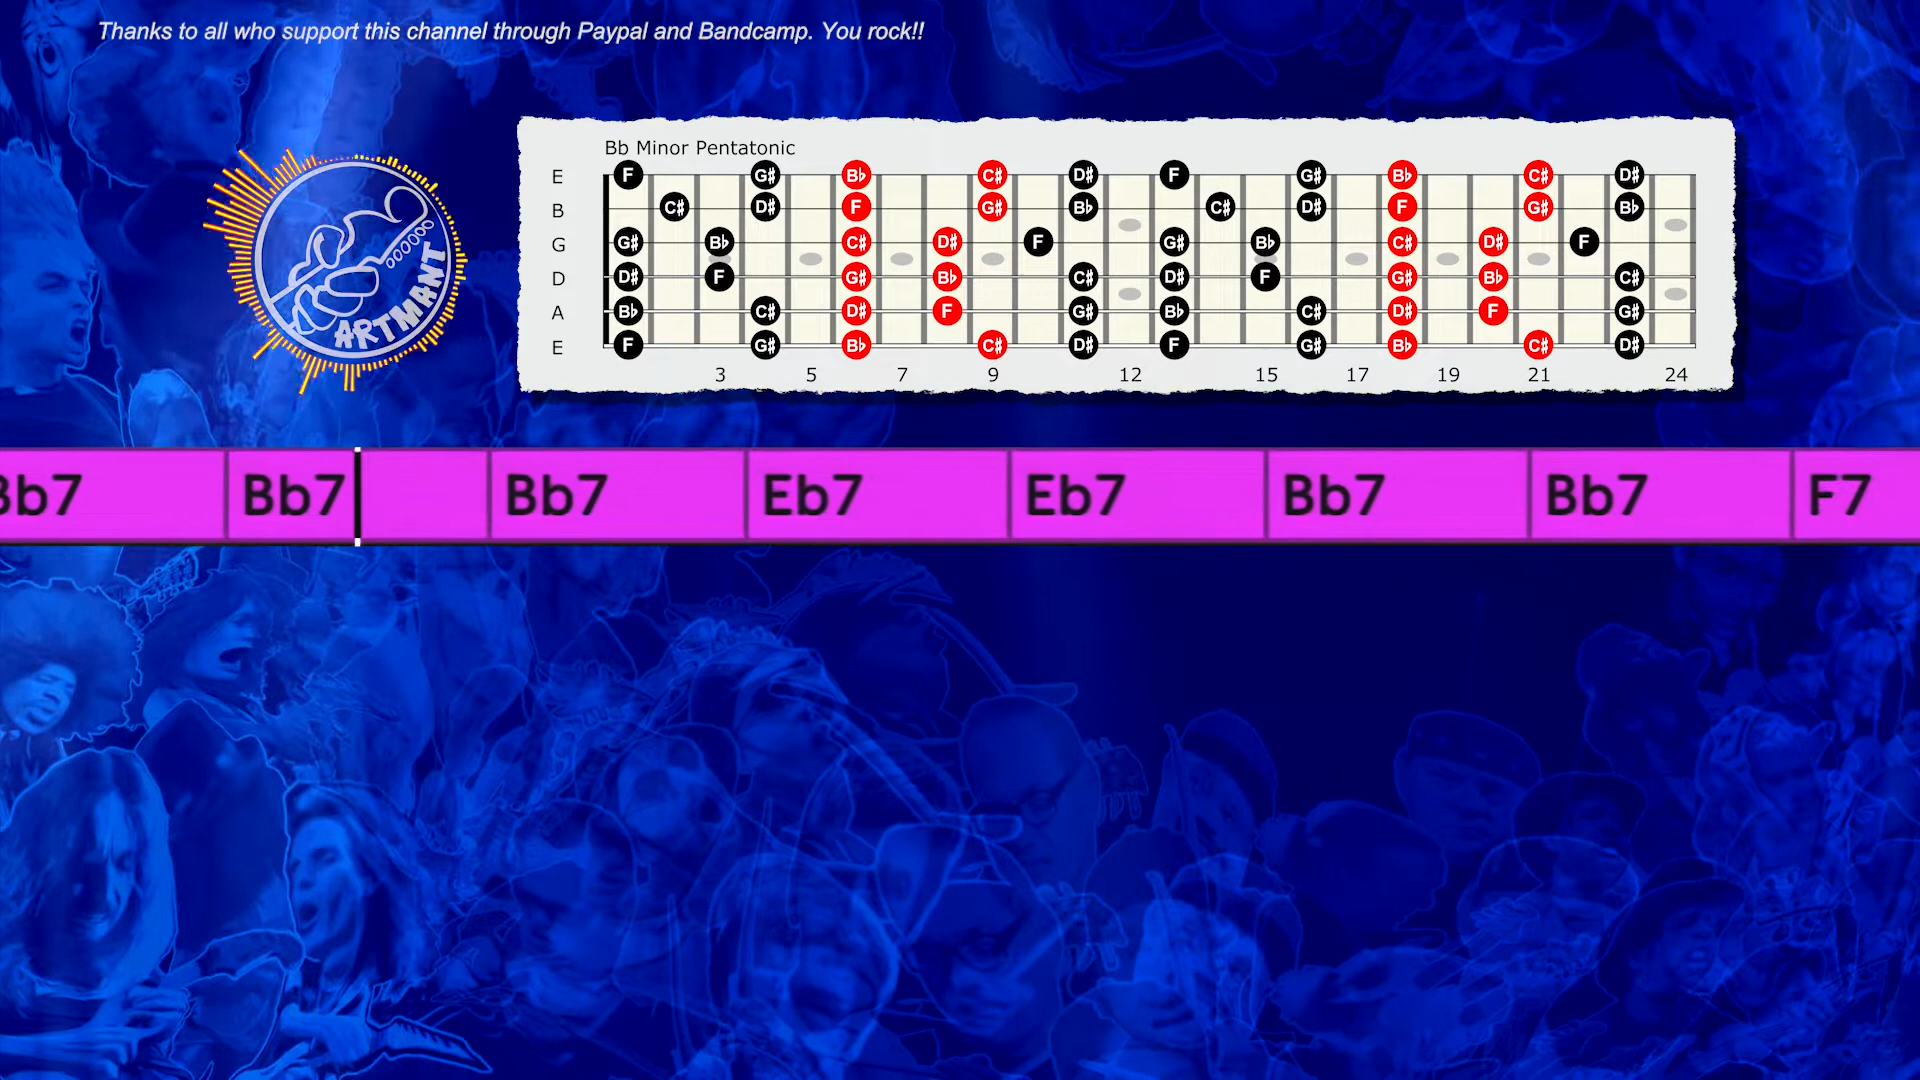 Thanks to all who support this channel through Paypal and Bandcamp. You rock!!
Bb Minor Pentatonic
E F G# B♭ C# D# F G# B♭ C# D#
B C# D# F G# B♭ C# D# F G# B♭
G G# B♭ C# D# F G# B♭ C# D# F
D D# F G# B♭ C# D# F G# B♭ C#
A B♭ C# D# F G# B♭ C# D# F G#
E F G# B♭ C# D# F G# B♭ C# D#
3 5 7 9 12 15 17 19 21 24
ARTMANT
Bb7 Bb7 Bb7 Eb7 Eb7 Bb7 Bb7 F7